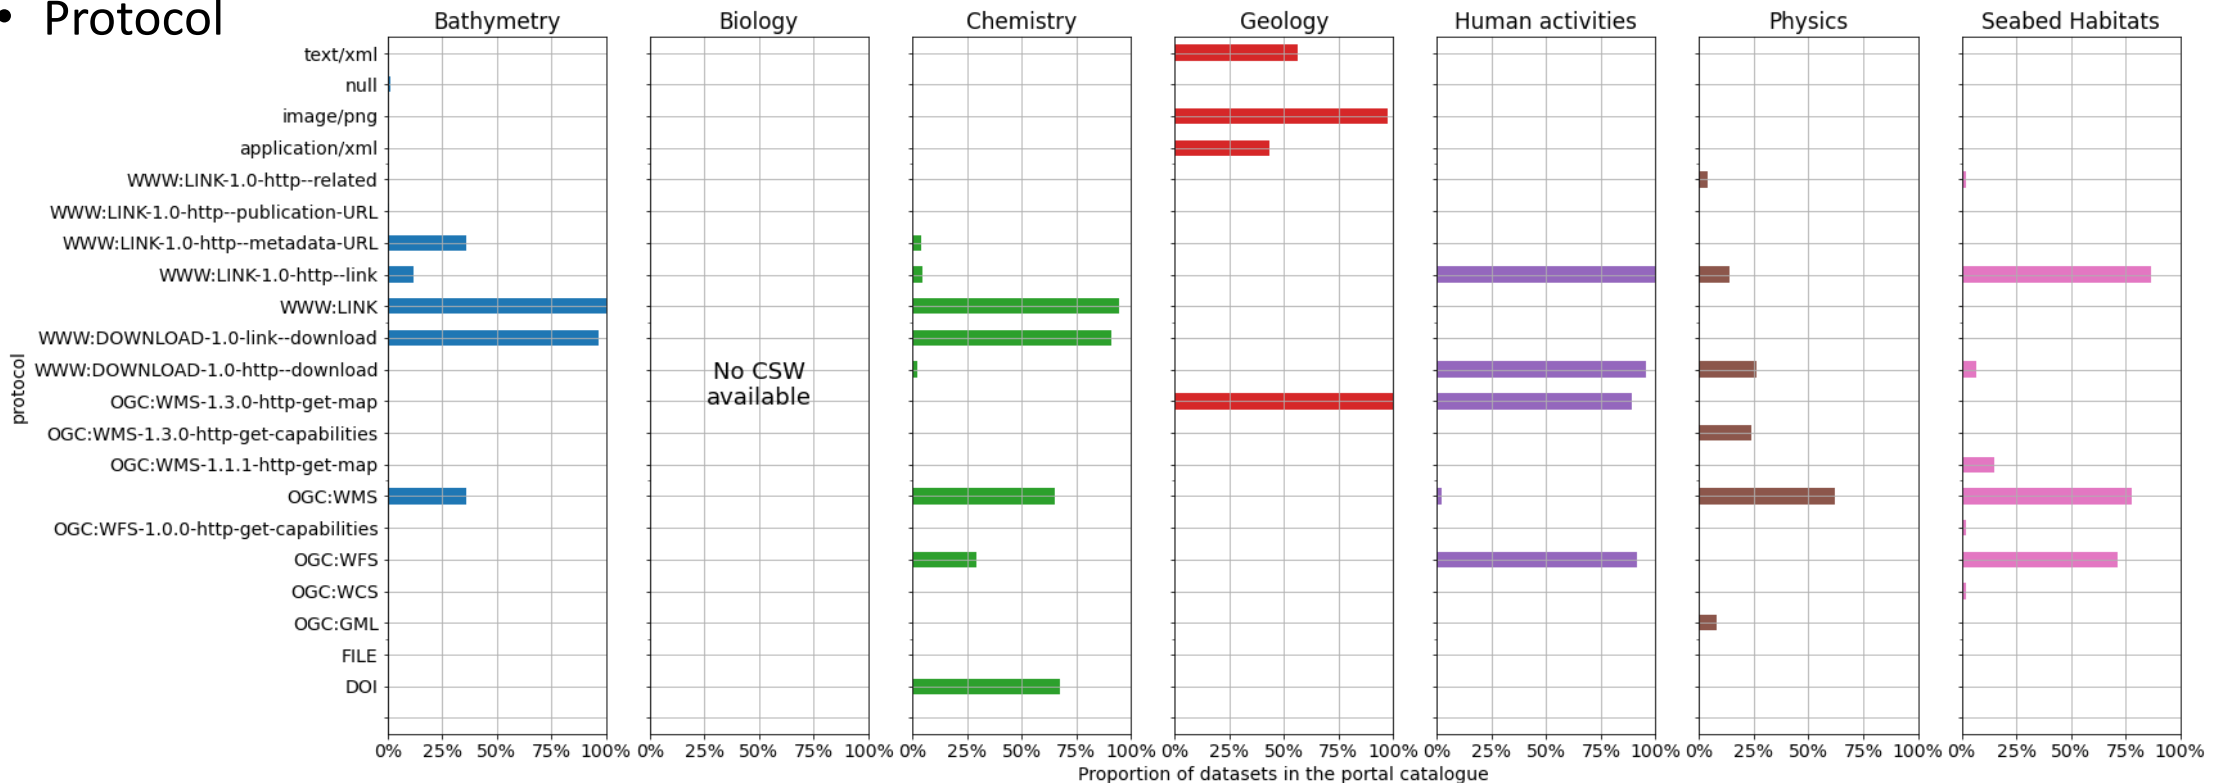 • Protocol
Bathymetry
Biology
Chemistry
Geology
Human activities
Physics
Seabed Habitats
protocol
text/xml
null
image/png
application/xml
WWW:LINK-1.0-http--related
WWW:LINK-1.0-http--publication-URL
WWW:LINK-1.0-http--metadata-URL
WWW:LINK-1.0-http--link
WWW:LINK
WWW:DOWNLOAD-1.0-link--download
WWW:DOWNLOAD-1.0-http--download
OGC:WMS-1.3.0-http-get-map
OGC:WMS-1.3.0-http-get-capabilities
OGC:WMS-1.1.1-http-get-map
OGC:WMS
OGC:WFS-1.0.0-http-get-capabilities
OGC:WFS
OGC:WCS
OGC:GML
FILE
DOI
No CSW
available
0% 25% 50% 75% 100%
0% 25% 50% 75% 100%
0% 25% 50% 75% 100%
0% 25% 50% 75% 100%
0% 25% 50% 75% 100%
0% 25% 50% 75% 100%
0% 25% 50% 75% 100%
Proportion of datasets in the portal catalogue